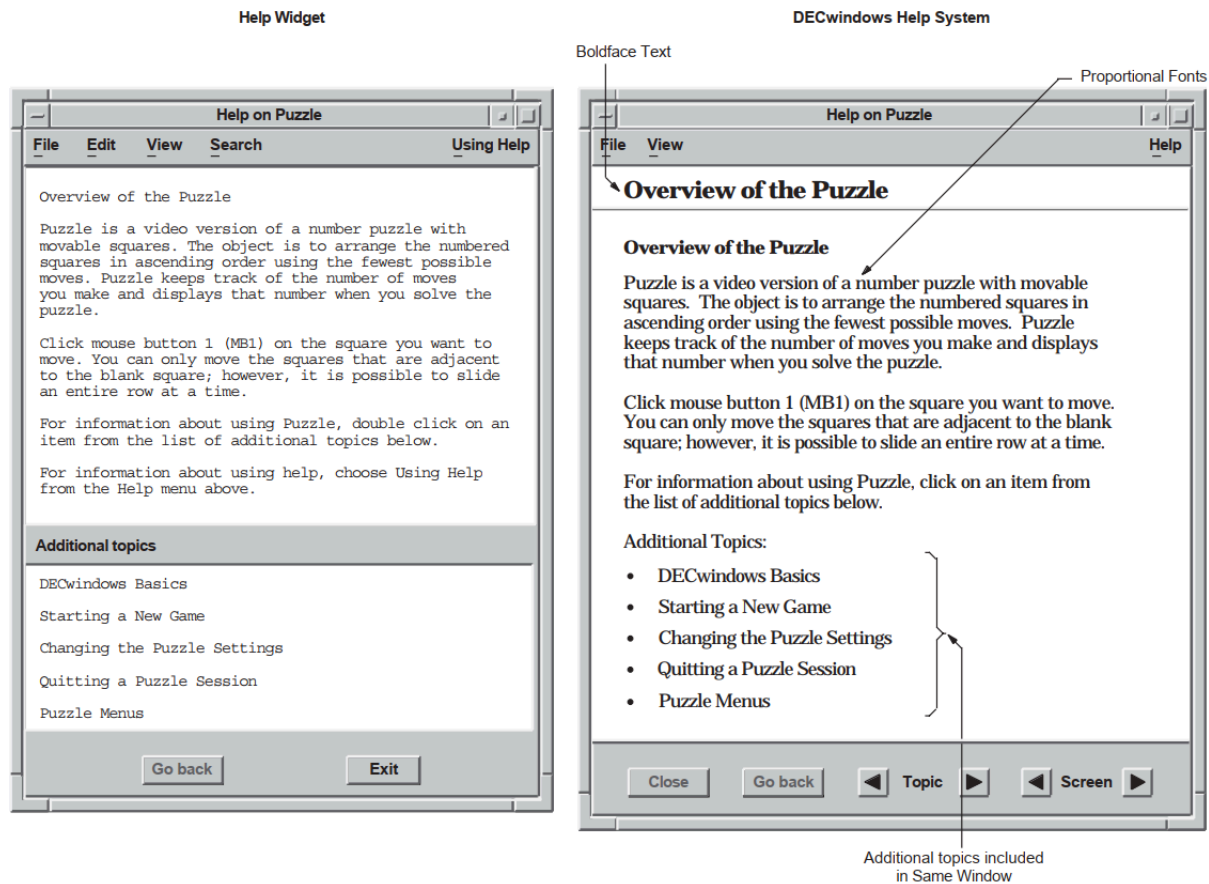 Help Widget
Help on Puzzle
File Edit View Search Using Help
Overview of the Puzzle
Puzzle is a video version of a number puzzle with
movable squares. The object is to arrange the numbered
squares in ascending order using the fewest possible
moves. Puzzle keeps track of the number of moves
you make and displays that number when you solve the
puzzle.
Click mouse button 1 (MB1) on the square you want to
move. You can only move the squares that are adjacent
to the blank square; however, it is possible to slide
an entire row at a time.
For information about using Puzzle, double click on an
item from the list of additional topics below.
For information about using help, choose Using Help
from the Help menu above.
Additional topics
DECwindows Basics
Starting a New Game
Changing the Puzzle Settings
Quitting a Puzzle Session
Puzzle Menus
Go back Exit
DECwindows Help System
Boldface Text
Proportional Fonts
Help on Puzzle
File View Help
Overview of the Puzzle
Overview of the Puzzle
Puzzle is a video version of a number puzzle with movable
squares. The object is to arrange the numbered squares in
ascending order using the fewest possible moves. Puzzle
keeps track of the number of moves you make and displays
that number when you solve the puzzle.
Click mouse button 1 (MB1) on the square you want to move.
You can only move the squares that are adjacent to the blank
square; however, it is possible to slide an entire row at a time.
For information about using Puzzle, click on an item from
the list of additional topics below.
Additional Topics:
• DECwindows Basics
• Starting a New Game
• Changing the Puzzle Settings
• Quitting a Puzzle Session
• Puzzle Menus
Close Go back Topic Screen
Additional topics included
in Same Window